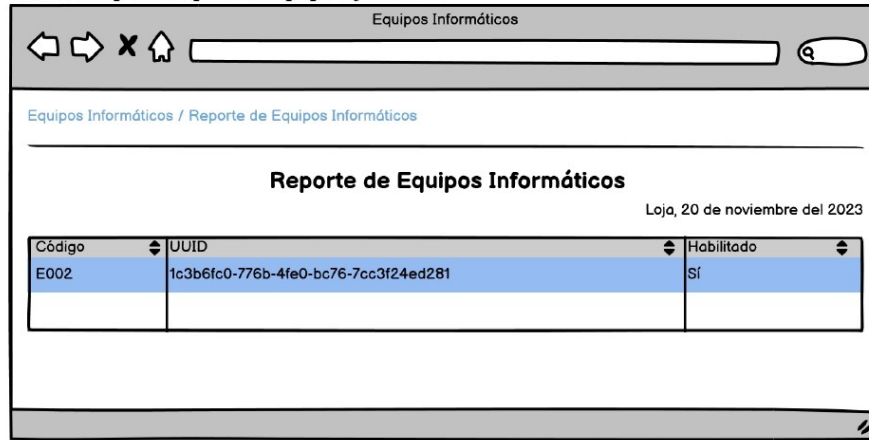 Equipos Informáticos
Equipos Informáticos / Reporte de Equipos Informáticos
Reporte de Equipos Informáticos
Loja, 20 de noviembre del 2023
Código UUID Habilitado
E002 1c3b6fc0-776b-4fe0-bc76-7cc3f24ed281 Sí